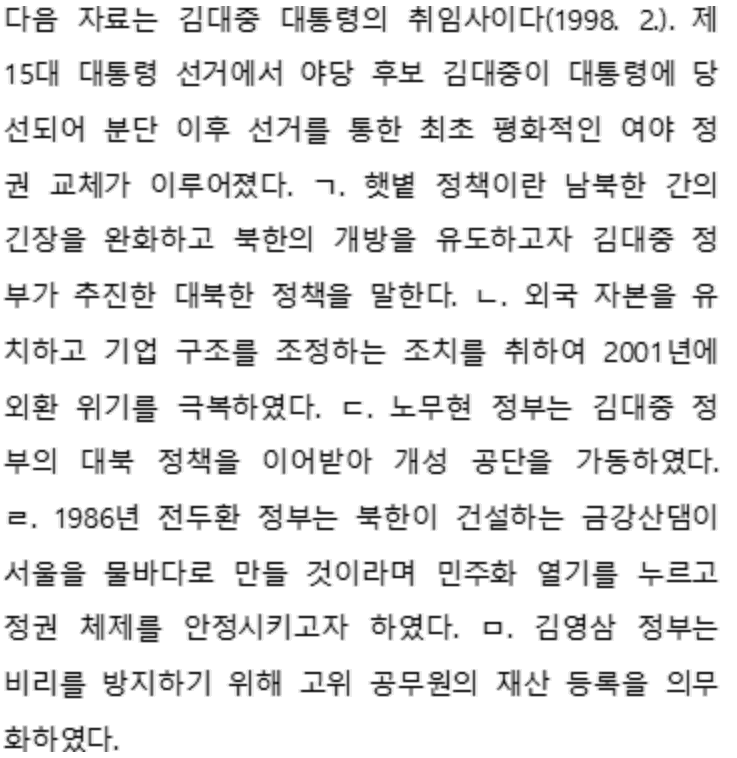 다음 자료는 김대중 대통령의 취임사이다(1998. 2.). 제
15대 대통령 선거에서 야당 후보 김대중이 대통령에 당
선되어 분단 이후 선거를 통한 최초 평화적인 여야 정
권 교체가 이루어졌다. ㄱ. 햇볕 정책이란 남북한 간의
긴장을 완화하고 북한의 개방을 유도하고자 김대중 정
부가 추진한 대북한 정책을 말한다. ㄴ. 외국 자본을 유
치하고 기업 구조를 조정하는 조치를 취하여 2001년에
외환 위기를 극복하였다. ㄷ. 노무현 정부는 김대중 정
부의 대북 정책을 이어받아 개성 공단을 가동하였다.
ㄹ. 1986년 전두환 정부는 북한이 건설하는 금강산댐이
서울을 물바다로 만들 것이라며 민주화 열기를 누르고
정권 체제를 안정시키고자 하였다. ㅁ. 김영삼 정부는
비리를 방지하기 위해 고위 공무원의 재산 등록을 의무
화하였다.